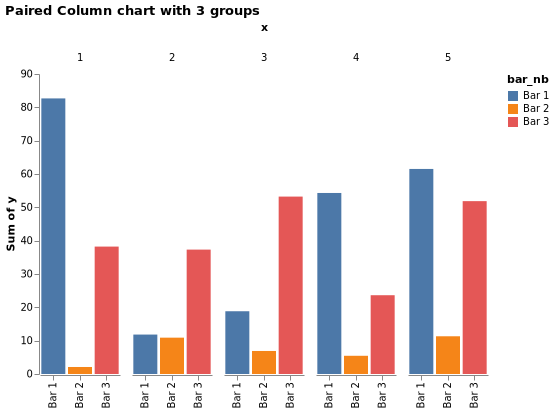 Paired Column chart with 3 groups
x
1 2 3 4 5
90
80
70
60
50
40
30
20
10
0
Sum of y
Bar 1 Bar 2 Bar 3 Bar 1 Bar 2 Bar 3 Bar 1 Bar 2 Bar 3 Bar 1 Bar 2 Bar 3 Bar 1 Bar 2 Bar 3
bar_nb
Bar 1
Bar 2
Bar 3